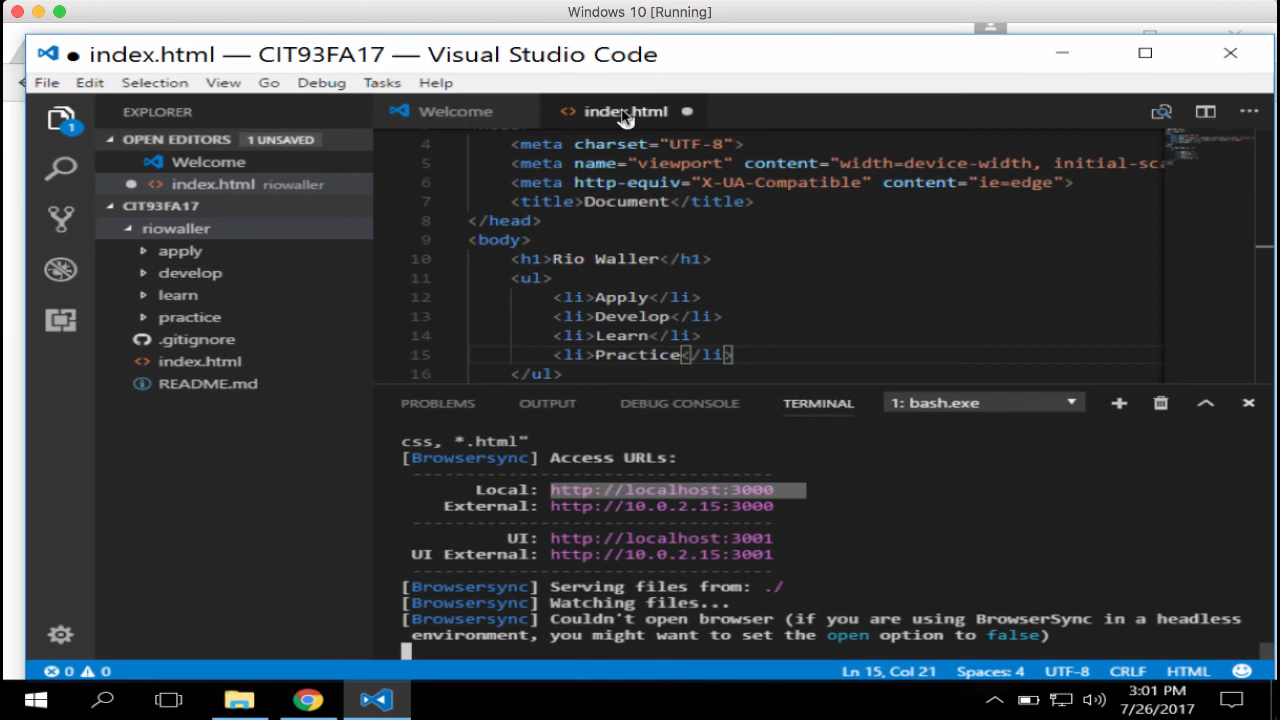 Windows 10 [Running]
● index.html — CIT93FA17 — Visual Studio Code
File Edit Selection View Go Debug Tasks Help
EXPLORER
OPEN EDITORS 1 UNSAVED
Welcome
index.html riowaller
CIT93FA17
riowaller
apply
develop
learn
practice
.gitignore
index.html
README.md
1
Welcome index.html
4 <meta charset="UTF-8">
5 <meta name="viewport" content="width=device-width, initial-sca
6 <meta http-equiv="X-UA-Compatible" content="ie=edge">
7 <title>Document</title>
8 </head>
9 <body>
10 <h1>Rio Waller</h1>
11 <ul>
12 <li>Apply</li>
13 <li>Develop</li>
14 <li>Learn</li>
15 <li>Practice</li>
16 </ul>
PROBLEMS OUTPUT DEBUG CONSOLE TERMINAL 1: bash.exe
css, *.html"
[Browsersync] Access URLs:
--------------------------------------
Local: http://localhost:3000
External: http://10.0.2.15:3000
--------------------------------------
UI: http://localhost:3001
UI External: http://10.0.2.15:3001
--------------------------------------
[Browsersync] Serving files from: ./
[Browsersync] Watching files...
[Browsersync] Couldn't open browser (if you are using BrowserSync in a headless
environment, you might want to set the open option to false)
0 0 Ln 15, Col 21 Spaces: 4 UTF-8 CRLF HTML
3:01 PM
7/26/2017